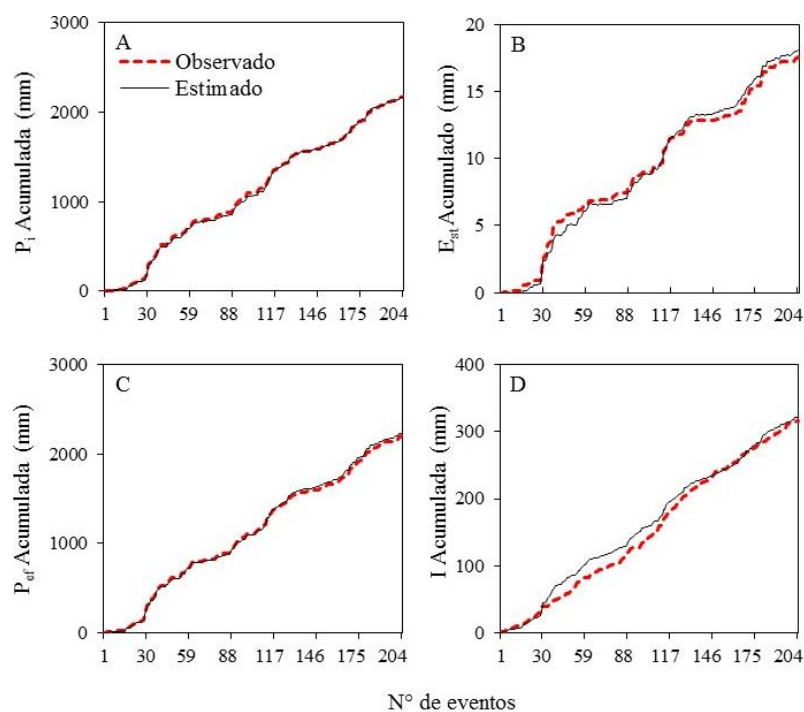 A
Observado
Estimado
3000
2000
1000
0
P_i Acumulada (mm)
1 30 59 88 117 146 175 204
B
20
15
10
5
0
E_st Acumulado (mm)
1 30 59 88 117 146 175 204
C
3000
2000
1000
0
P_ef Acumulada (mm)
1 30 59 88 117 146 175 204
D
400
300
200
100
0
I Acumulada (mm)
1 30 59 88 117 146 175 204
N° de eventos